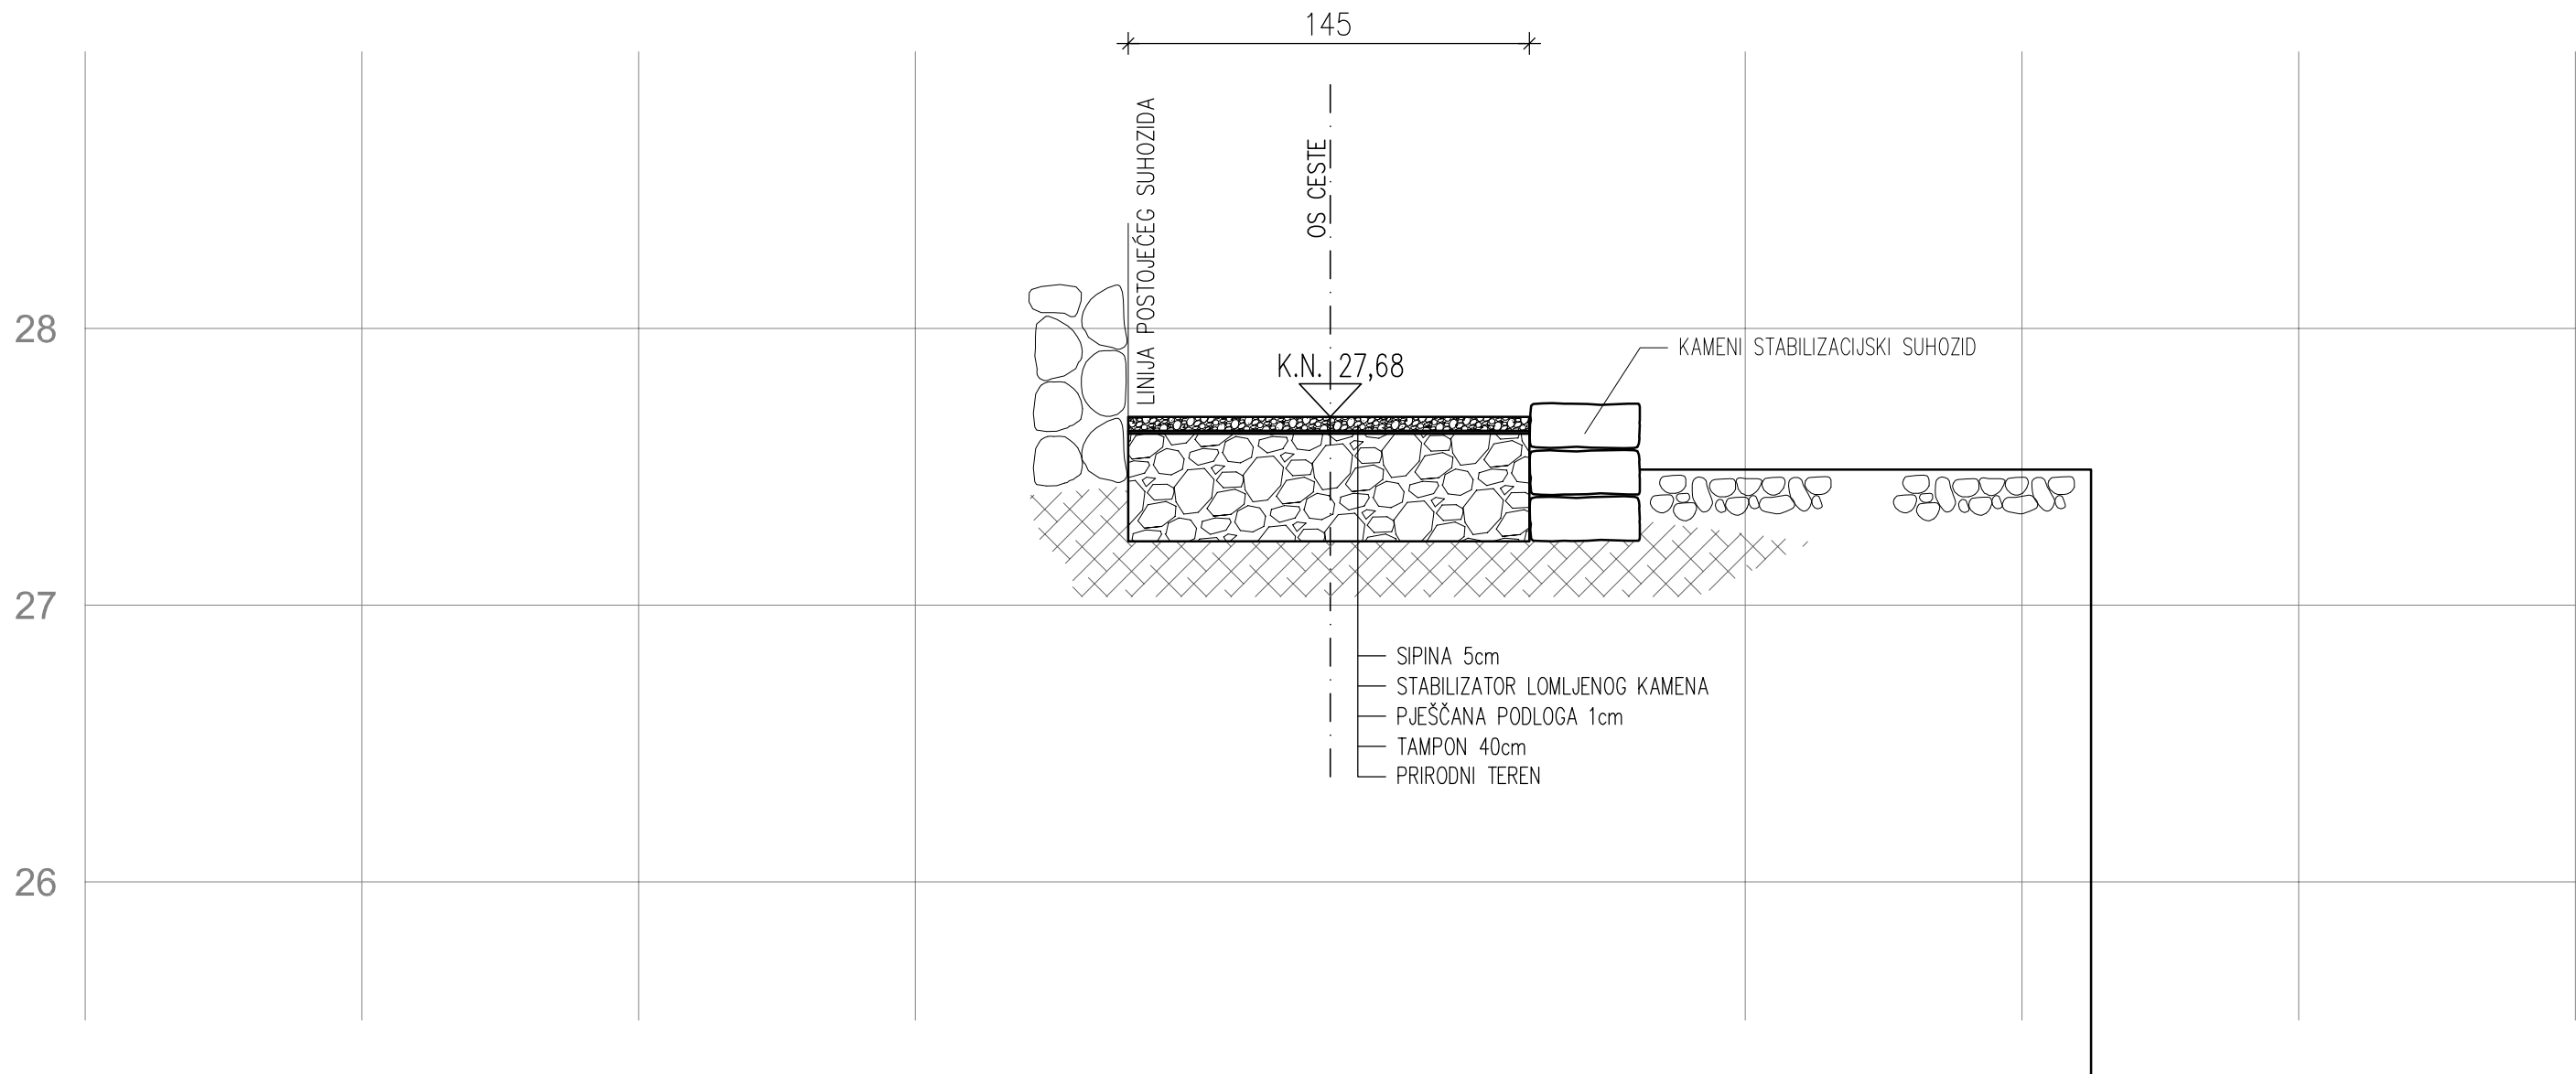 145
LINIJA POSTOJEĆEG SUHOZIDA
OS CESTE
28
K.N. 27,68
KAMENI STABILIZACIJSKI SUHOZID
27
SIPINA 5cm
STABILIZATOR LOMLJENOG KAMENA
PJEŠČANA PODLOGA 1cm
TAMPON 40cm
PRIRODNI TEREN
26